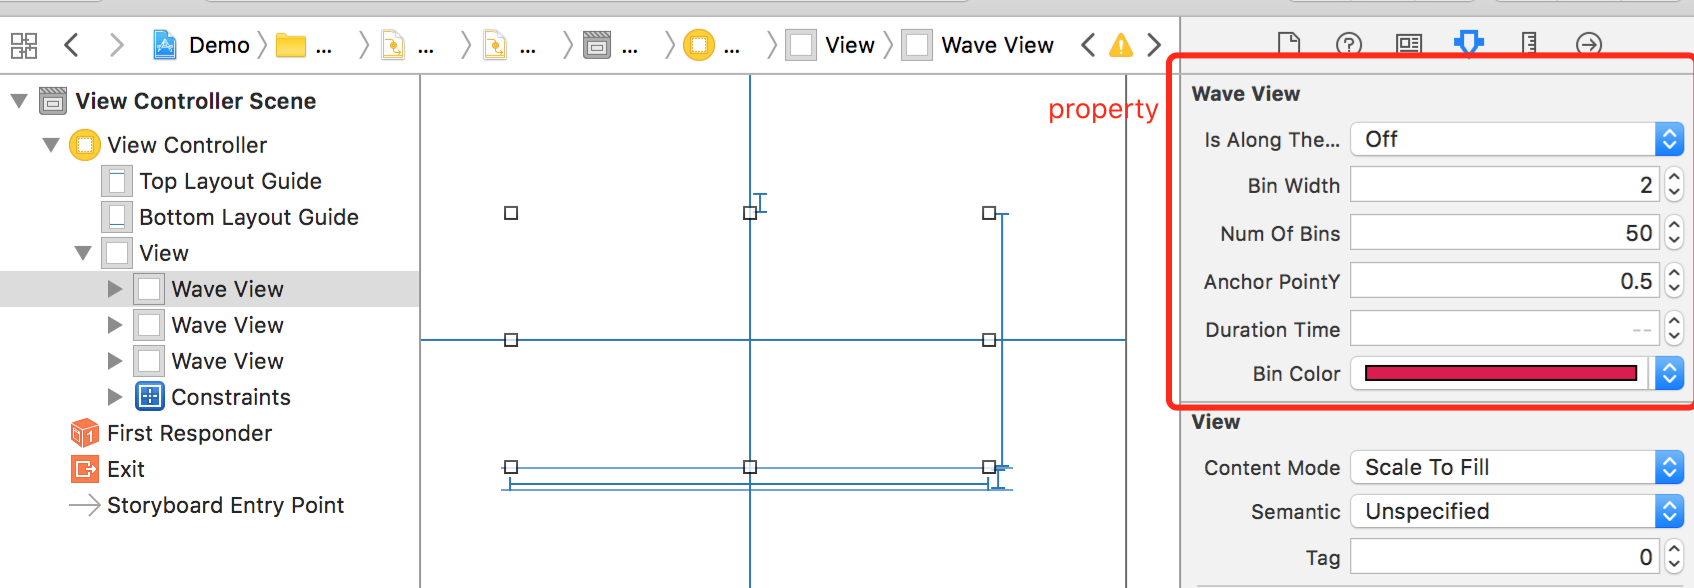 Demo ... ... ... ... ... View Wave View
View Controller Scene
View Controller
Top Layout Guide
Bottom Layout Guide
View
Wave View
Wave View
Wave View
Constraints
First Responder
1
Exit
Storyboard Entry Point
property
Wave View
Is Along The... Off
Bin Width 2
Num Of Bins 50
Anchor PointY 0.5
Duration Time --
Bin Color
View
Content Mode Scale To Fill
Semantic Unspecified
Tag 0